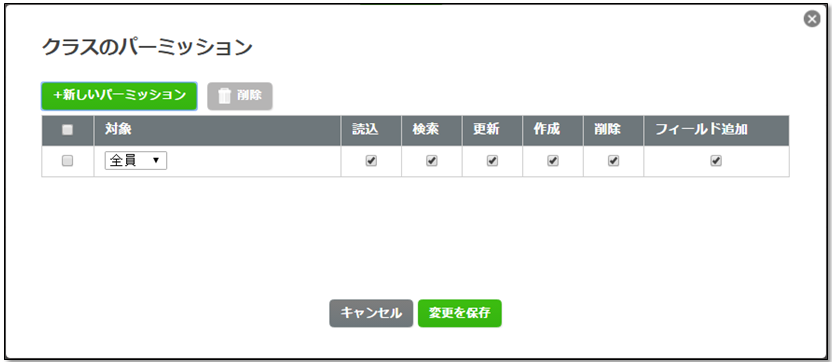 クラスのパーミッション
+新しいパーミッション 削除
対象 読込 検索 更新 作成 削除 フィールド追加
全員
キャンセル 変更を保存